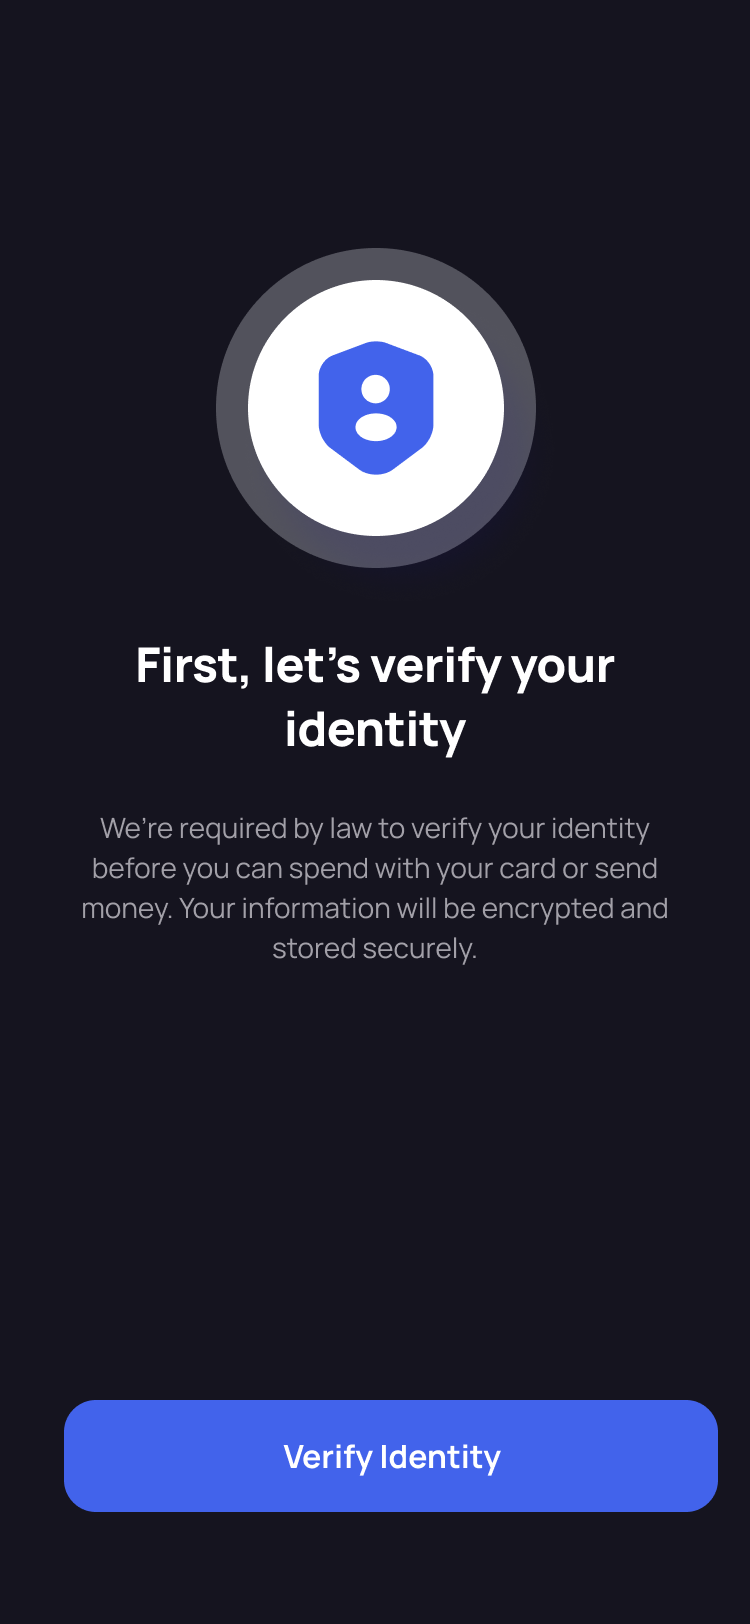 First, let’s verify your
identity
We’re required by law to verify your identity
before you can spend with your card or send
money. Your information will be encrypted and
stored securely.
Verify Identity